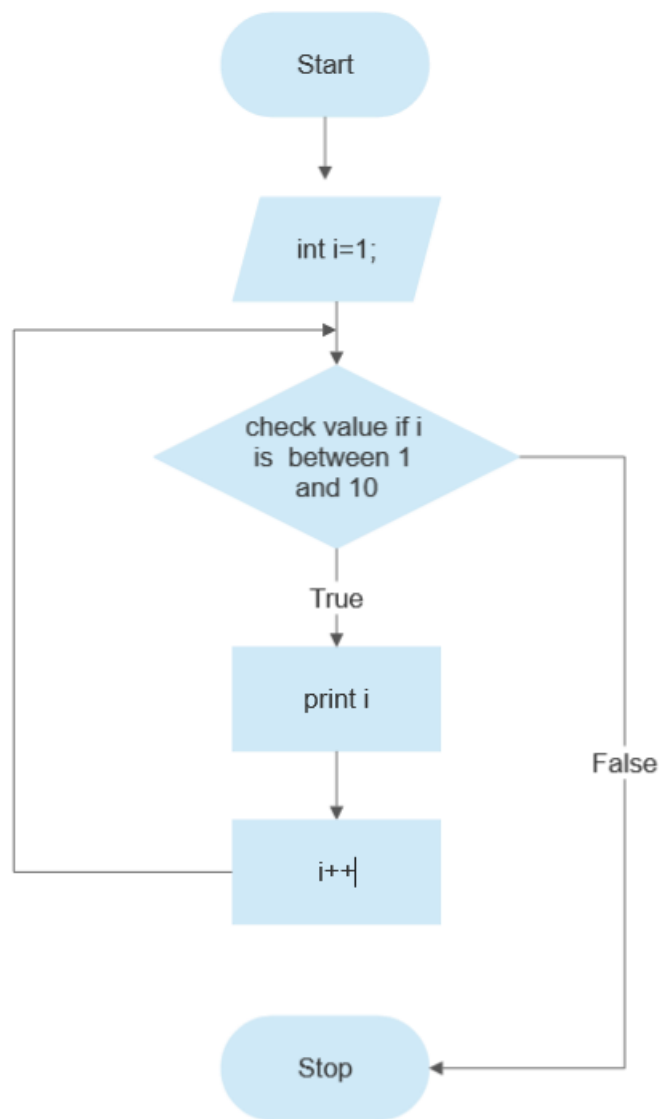 Start
int i=1;
check value if i
is between 1
and 10
True
print i
False
i++
Stop